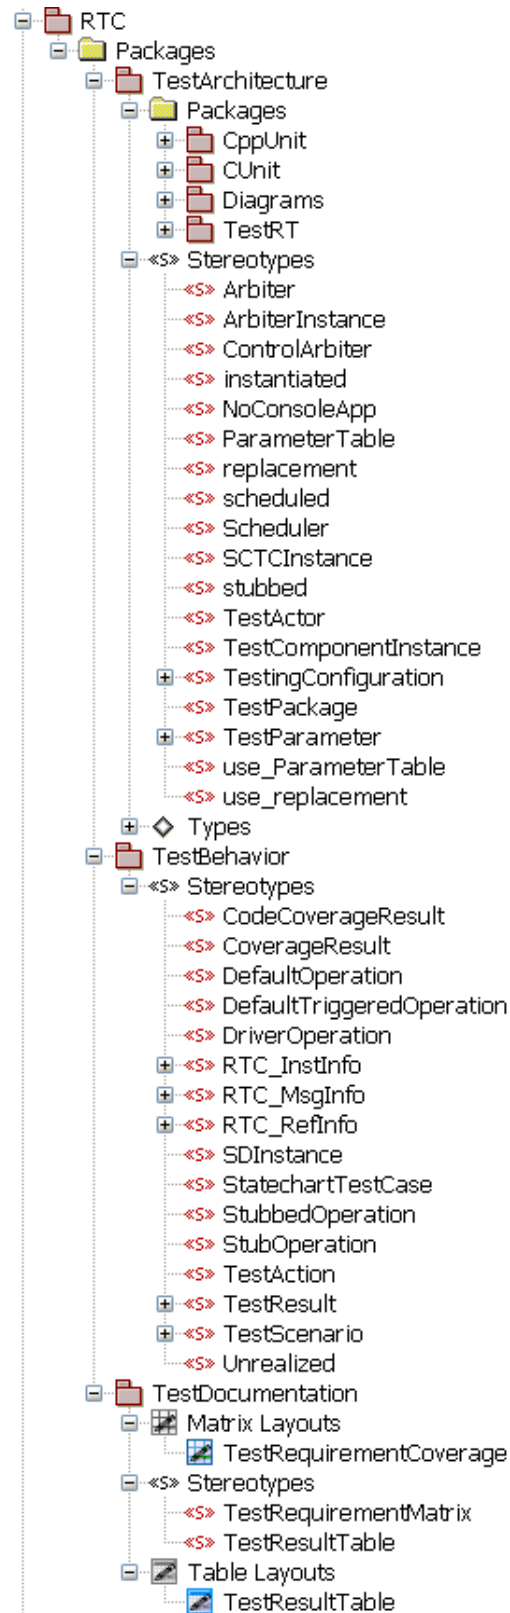 RTC
Packages
TestArchitecture
Packages
CppUnit
CUnit
Diagrams
TestRT
«S» Stereotypes
«S» Arbiter
«S» ArbiterInstance
«S» ControlArbiter
«S» instantiated
«S» NoConsoleApp
«S» ParameterTable
«S» replacement
«S» scheduled
«S» Scheduler
«S» SCTCInstance
«S» stubbed
«S» TestActor
«S» TestComponentInstance
«S» TestingConfiguration
«S» TestPackage
«S» TestParameter
«S» use_ParameterTable
«S» use_replacement
Types
TestBehavior
«S» Stereotypes
«S» CodeCoverageResult
«S» CoverageResult
«S» DefaultOperation
«S» DefaultTriggeredOperation
«S» DriverOperation
«S» RTC_InstInfo
«S» RTC_MsgInfo
«S» RTC_RefInfo
«S» SDInstance
«S» StatechartTestCase
«S» StubbedOperation
«S» StubOperation
«S» TestAction
«S» TestResult
«S» TestScenario
«S» Unrealized
TestDocumentation
Matrix Layouts
TestRequirementCoverage
«S» Stereotypes
«S» TestRequirementMatrix
«S» TestResultTable
Table Layouts
TestResultTable